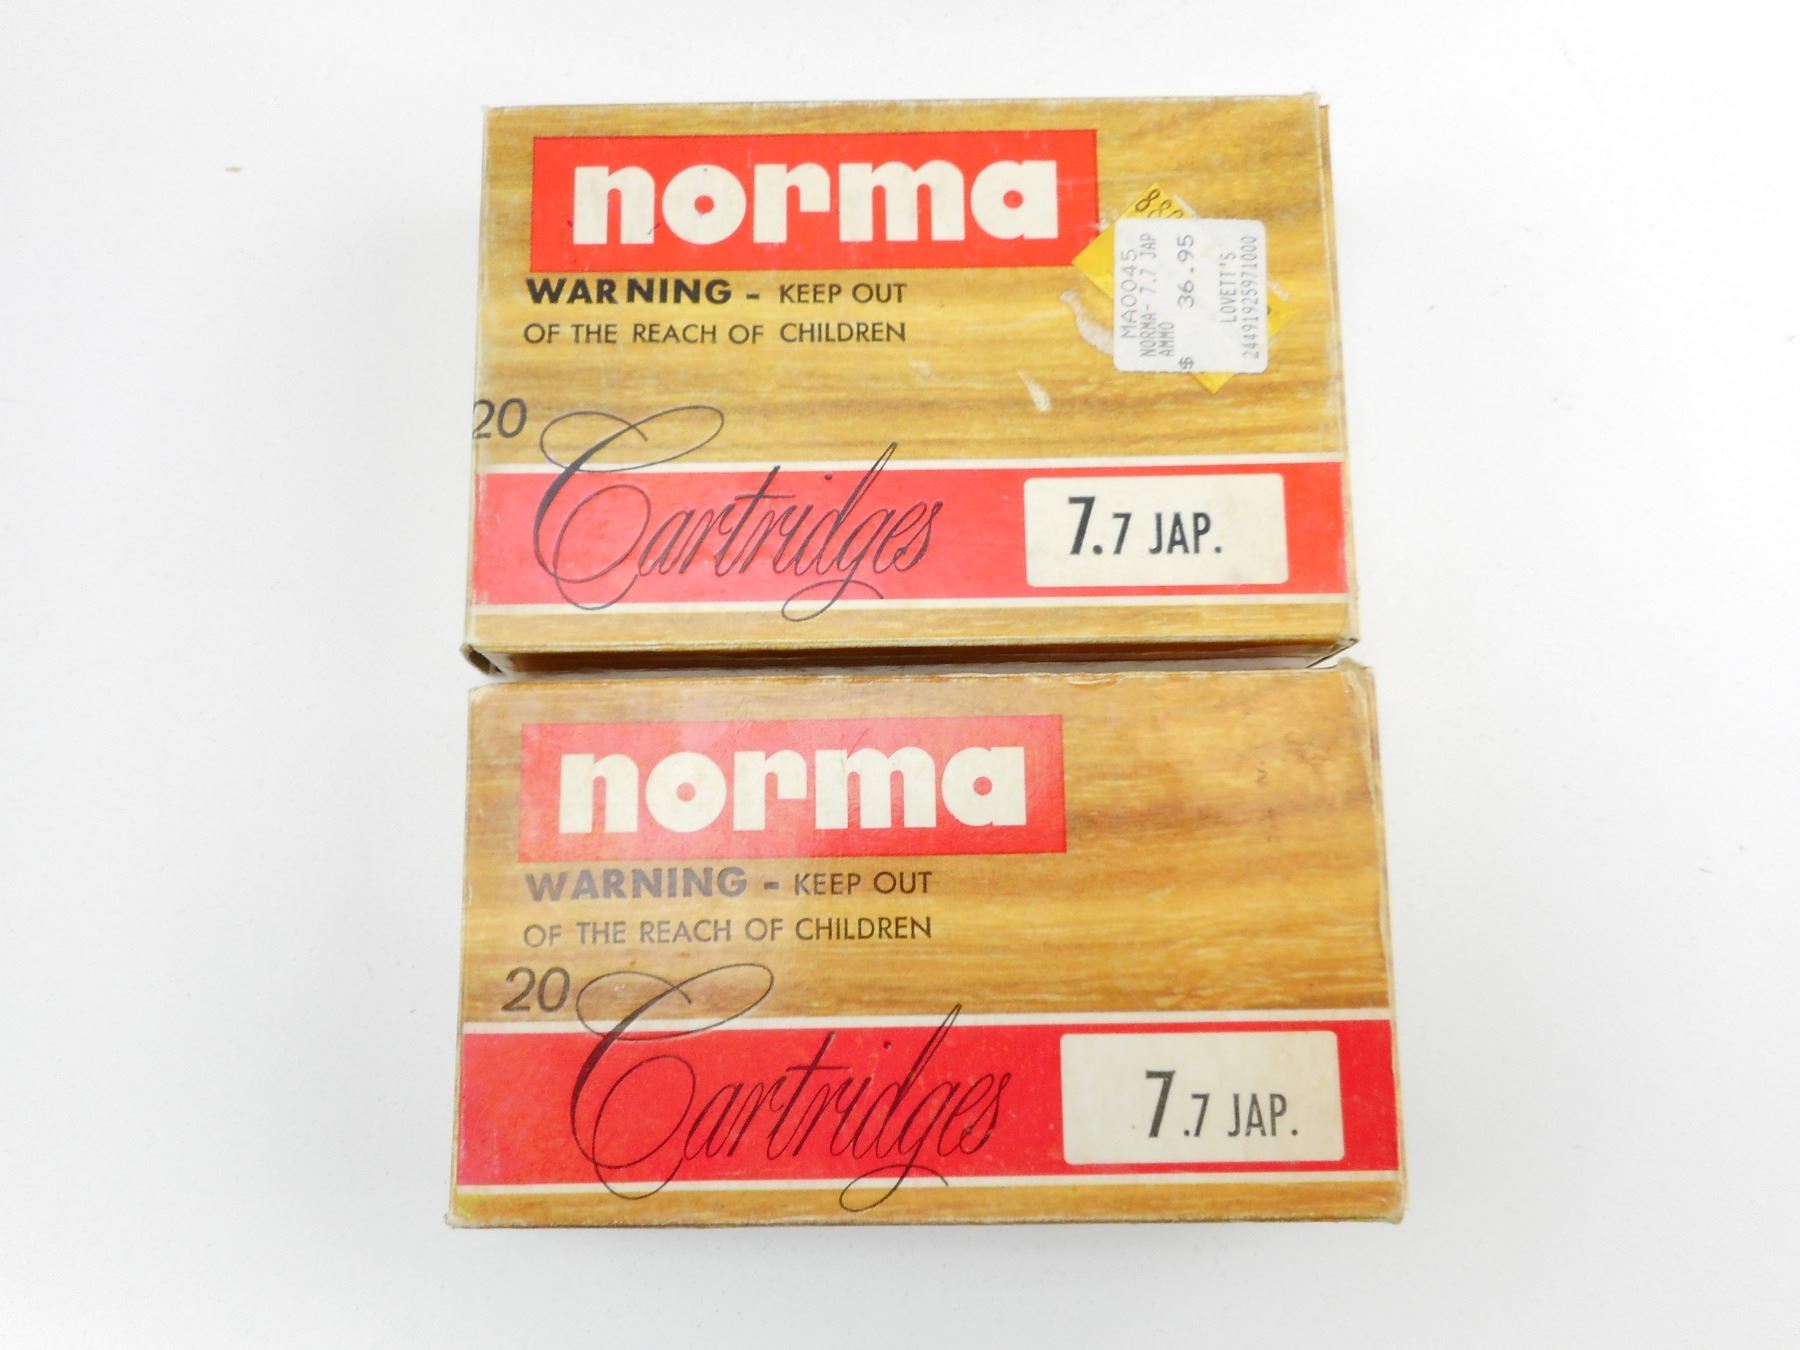 norma
WARNING - KEEP OUT
OF THE REACH OF CHILDREN
MA0045
NORMA- 7.7 JAP
AMMO
$ 36.95
LOVETT'S
24491925971000
20 Cartridges
7.7 JAP.
norma
WARNING - KEEP OUT
OF THE REACH OF CHILDREN
20 Cartridges
7.7 JAP.